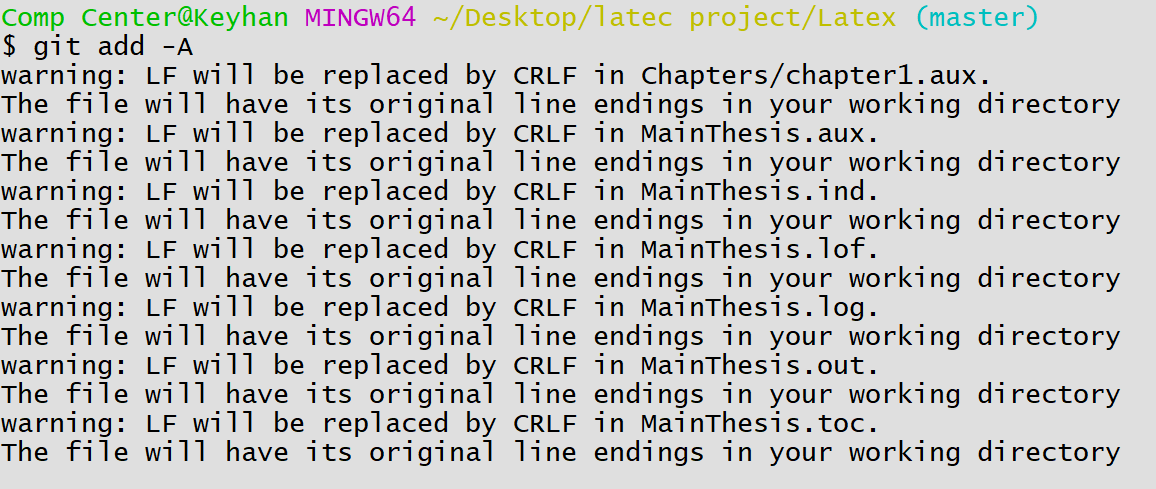 Comp Center@Keyhan MINGW64 ~/Desktop/latec project/Latex (master)
$ git add -A
warning: LF will be replaced by CRLF in Chapters/chapter1.aux.
The file will have its original line endings in your working directory
warning: LF will be replaced by CRLF in MainThesis.aux.
The file will have its original line endings in your working directory
warning: LF will be replaced by CRLF in MainThesis.ind.
The file will have its original line endings in your working directory
warning: LF will be replaced by CRLF in MainThesis.lof.
The file will have its original line endings in your working directory
warning: LF will be replaced by CRLF in MainThesis.log.
The file will have its original line endings in your working directory
warning: LF will be replaced by CRLF in MainThesis.out.
The file will have its original line endings in your working directory
warning: LF will be replaced by CRLF in MainThesis.toc.
The file will have its original line endings in your working directory